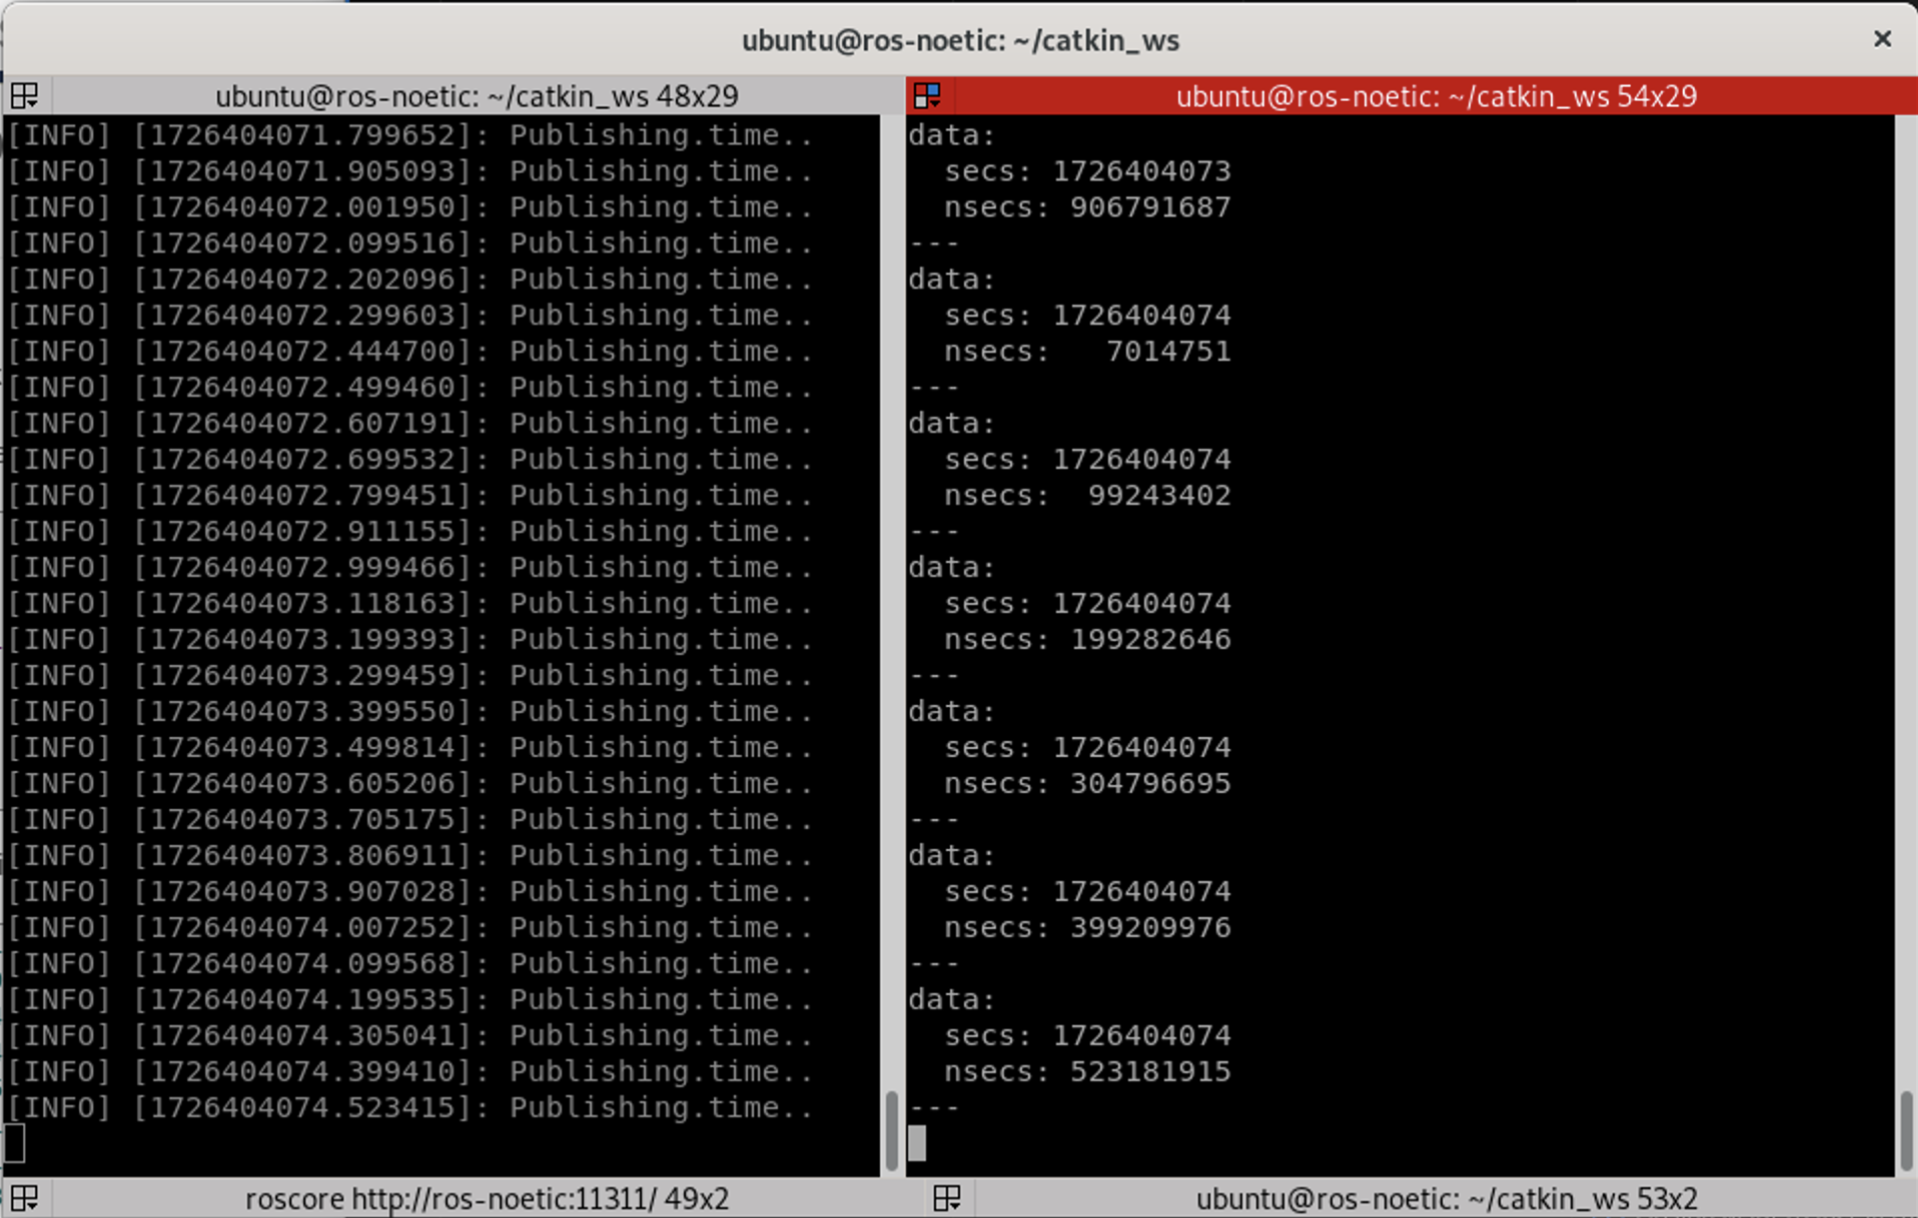 ubuntu@ros-noetic: ~/catkin_ws
ubuntu@ros-noetic: ~/catkin_ws 48x29
[INFO] [1726404071.799652]: Publishing.time..
[INFO] [1726404071.905093]: Publishing.time..
[INFO] [1726404072.001950]: Publishing.time..
[INFO] [1726404072.099516]: Publishing.time..
[INFO] [1726404072.202096]: Publishing.time..
[INFO] [1726404072.299603]: Publishing.time..
[INFO] [1726404072.444700]: Publishing.time..
[INFO] [1726404072.499460]: Publishing.time..
[INFO] [1726404072.607191]: Publishing.time..
[INFO] [1726404072.699532]: Publishing.time..
[INFO] [1726404072.799451]: Publishing.time..
[INFO] [1726404072.911155]: Publishing.time..
[INFO] [1726404072.999466]: Publishing.time..
[INFO] [1726404073.118163]: Publishing.time..
[INFO] [1726404073.199393]: Publishing.time..
[INFO] [1726404073.299459]: Publishing.time..
[INFO] [1726404073.399550]: Publishing.time..
[INFO] [1726404073.499814]: Publishing.time..
[INFO] [1726404073.605206]: Publishing.time..
[INFO] [1726404073.705175]: Publishing.time..
[INFO] [1726404073.806911]: Publishing.time..
[INFO] [1726404073.907028]: Publishing.time..
[INFO] [1726404074.007252]: Publishing.time..
[INFO] [1726404074.099568]: Publishing.time..
[INFO] [1726404074.199535]: Publishing.time..
[INFO] [1726404074.305041]: Publishing.time..
[INFO] [1726404074.399410]: Publishing.time..
[INFO] [1726404074.523415]: Publishing.time..
ubuntu@ros-noetic: ~/catkin_ws 54x29
data:
  secs: 1726404073
  nsecs: 906791687
---
data:
  secs: 1726404074
  nsecs:   7014751
---
data:
  secs: 1726404074
  nsecs:  99243402
---
data:
  secs: 1726404074
  nsecs: 199282646
---
data:
  secs: 1726404074
  nsecs: 304796695
---
data:
  secs: 1726404074
  nsecs: 399209976
---
data:
  secs: 1726404074
  nsecs: 523181915
---
roscore http://ros-noetic:11311/ 49x2
ubuntu@ros-noetic: ~/catkin_ws 53x2